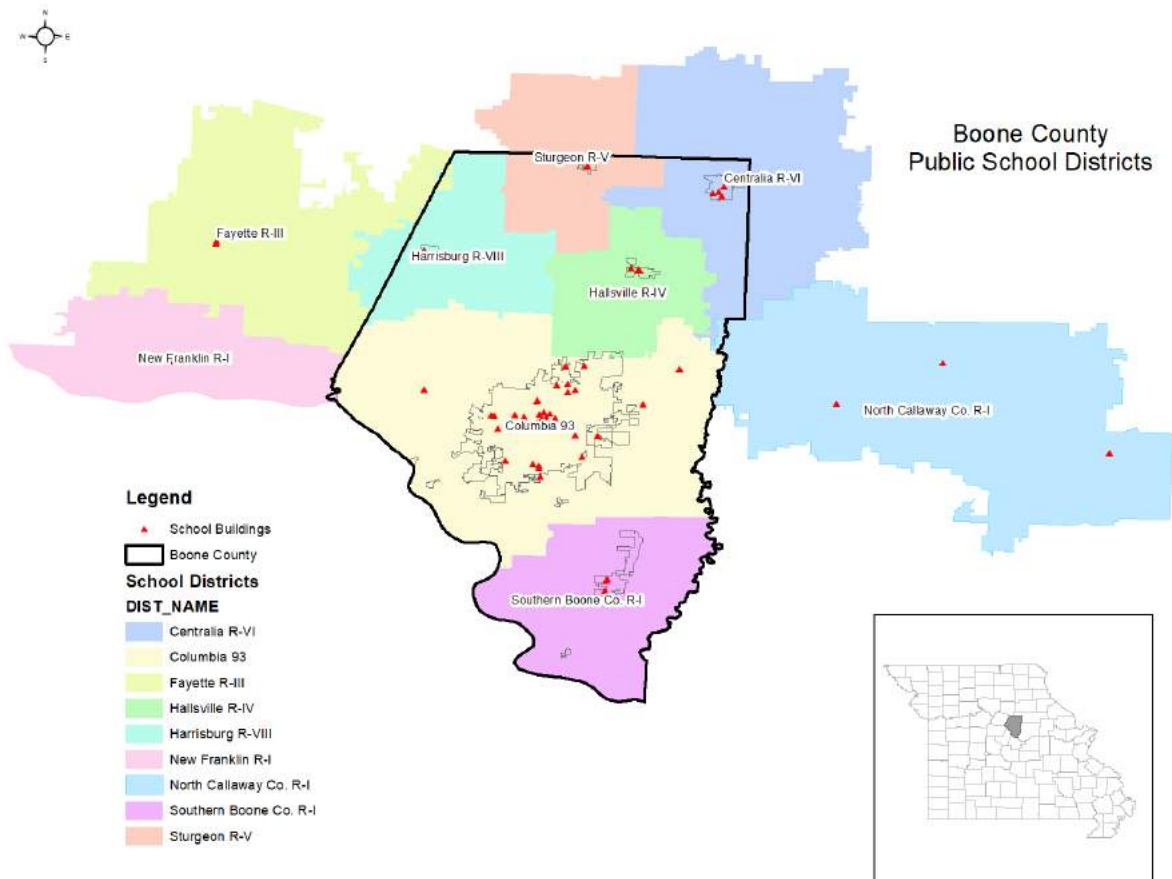 N
W E
S
Boone County
Public School Districts
Sturgeon R-V
Centralia R-VI
Fayette R-III
Harrisburg R-VIII
Hallsville R-IV
New Franklin R-I
North Callaway Co. R-I
Columbia 93
Southern Boone Co. R-I
Legend
School Buildings
Boone County
School Districts
DIST_NAME
Centralia R-VI
Columbia 93
Fayette R-III
Hallsville R-IV
Harrisburg R-VIII
New Franklin R-I
North Callaway Co. R-I
Southern Boone Co. R-I
Sturgeon R-V